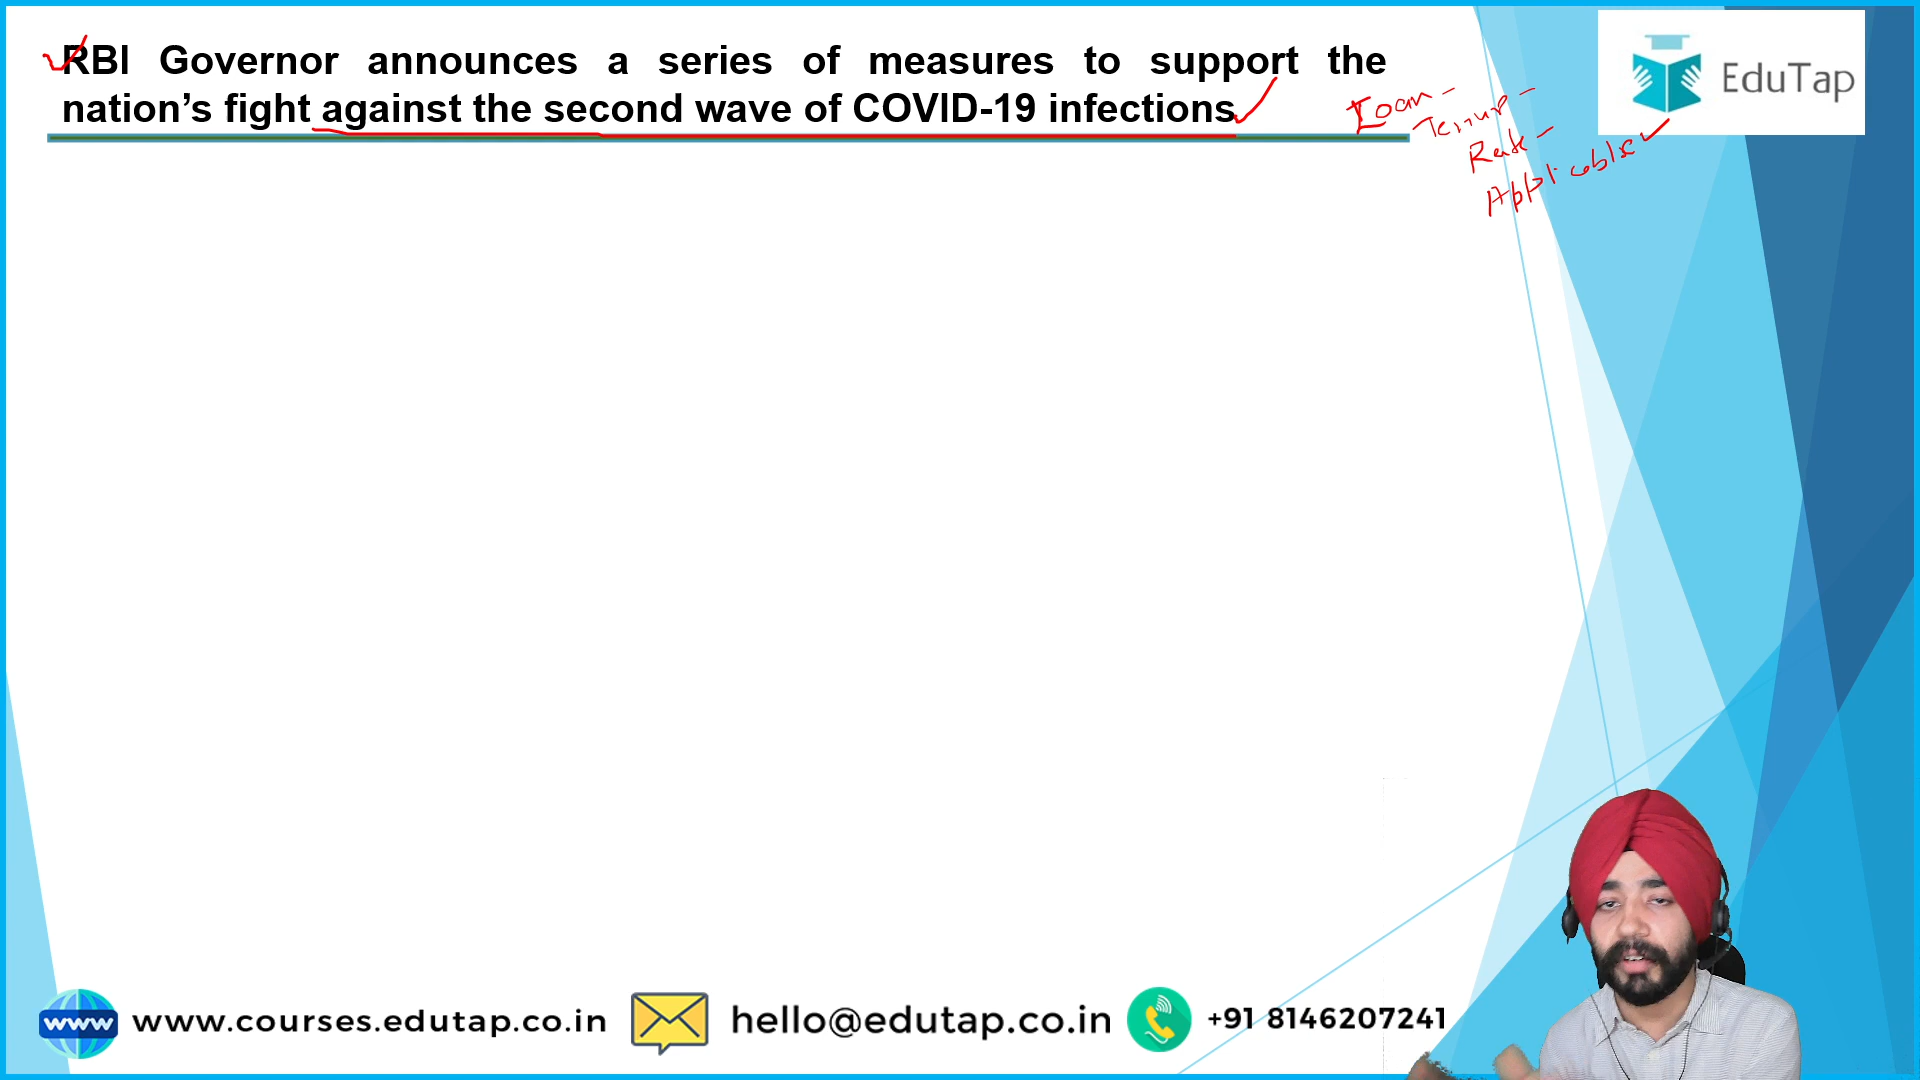 RBI Governor announces a series of measures to support the
nation’s fight against the second wave of COVID-19 infections
EduTap
Loan -
Rate -
Applicable
www
www.courses.edutap.co.in
hello@edutap.co.in
+91 8146207241